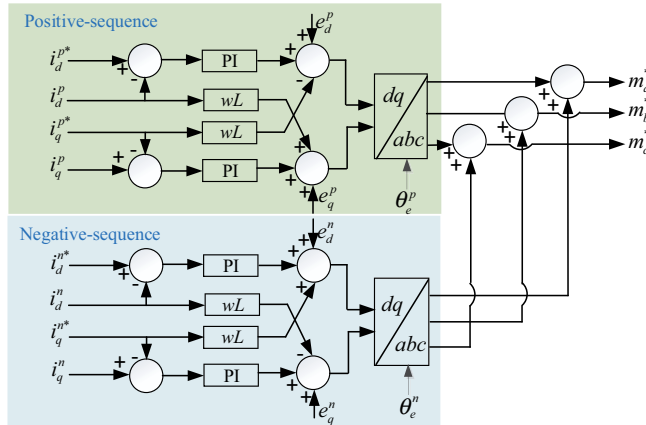 Positive-sequence
e_d^p
i_d^{p*}
+
-
PI
+
+
i_d^p
wL
-
dq
+
+
m_a^*
i_q^{p*}
wL
+
+
m_b^*
-
+
abc
+
+
i_q^p
+
PI
+
+
θ_e^p
e_q^p
Negative-sequence
e_d^n
i_d^{n*}
+
-
PI
+
+
+
i_d^n
wL
dq
i_q^{n*}
wL
-
abc
i_q^n
+
-
PI
+
+
e_q^n
θ_e^n